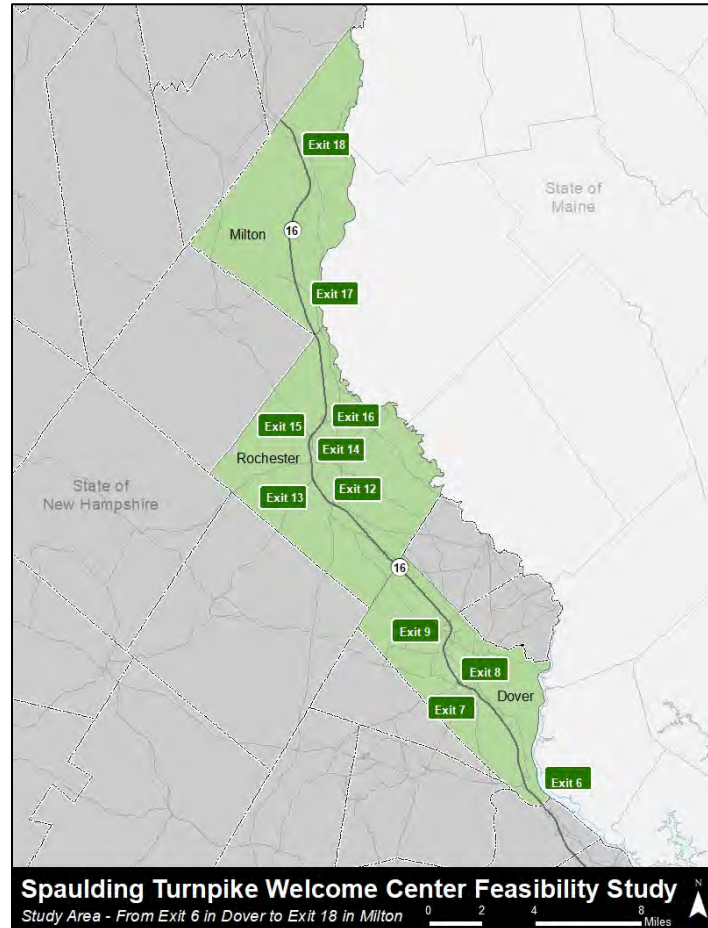 Exit 18
State of
Maine
Milton
16
Exit 17
Exit 16
Exit 15
Exit 14
Rochester
State of
New Hampshire
Exit 13
Exit 12
16
Exit 9
Exit 8
Dover
Exit 7
Exit 6
Spaulding Turnpike Welcome Center Feasibility Study
Study Area - From Exit 6 in Dover to Exit 18 in Milton
0 2 4 8
Miles
N